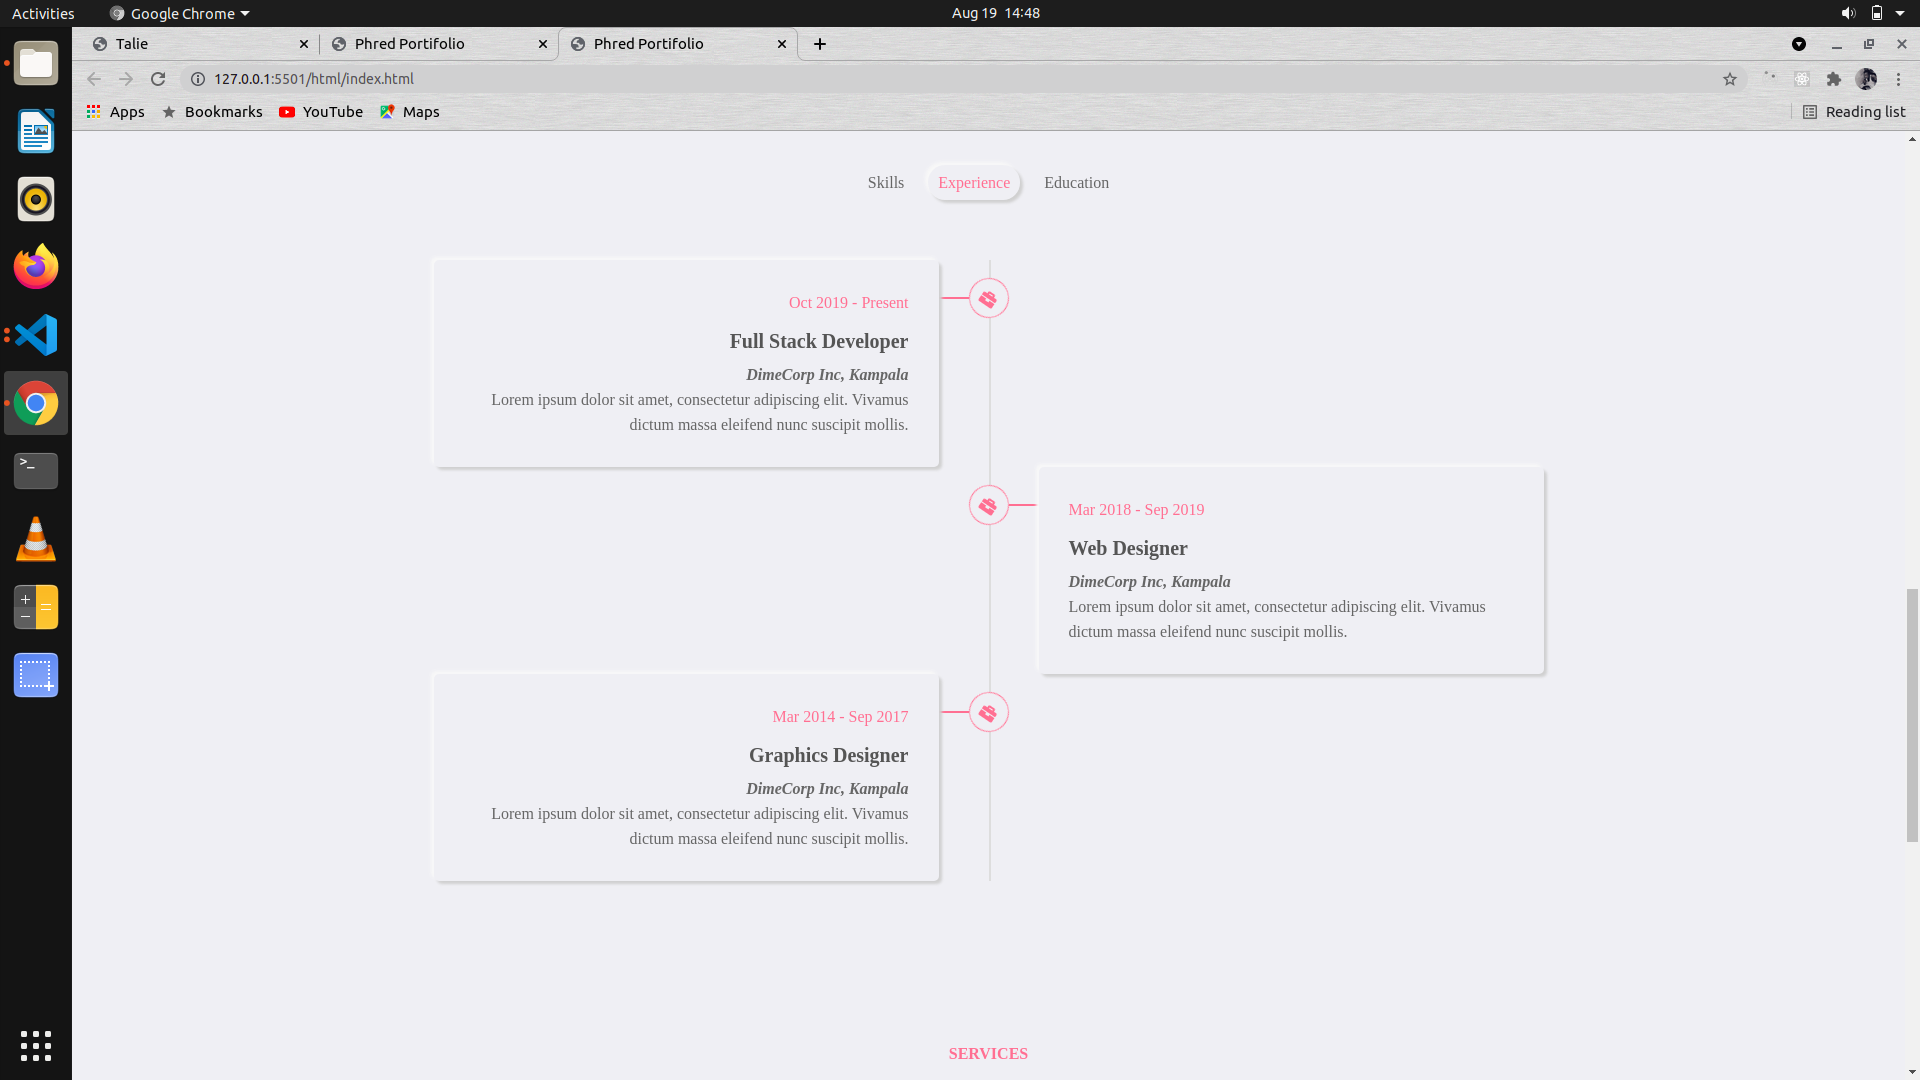 Activities
Google Chrome
Aug 19 14:48
Talie
Phred Portifolio
Phred Portifolio
127.0.0.1:5501/html/index.html
Apps
Bookmarks
YouTube
Maps
Reading list
Skills
Experience
Education
Oct 2019 - Present
Full Stack Developer
DimeCorp Inc, Kampala
Lorem ipsum dolor sit amet, consectetur adipiscing elit. Vivamus
dictum massa eleifend nunc suscipit mollis.
Mar 2018 - Sep 2019
Web Designer
DimeCorp Inc, Kampala
Lorem ipsum dolor sit amet, consectetur adipiscing elit. Vivamus
dictum massa eleifend nunc suscipit mollis.
Mar 2014 - Sep 2017
Graphics Designer
DimeCorp Inc, Kampala
Lorem ipsum dolor sit amet, consectetur adipiscing elit. Vivamus
dictum massa eleifend nunc suscipit mollis.
SERVICES